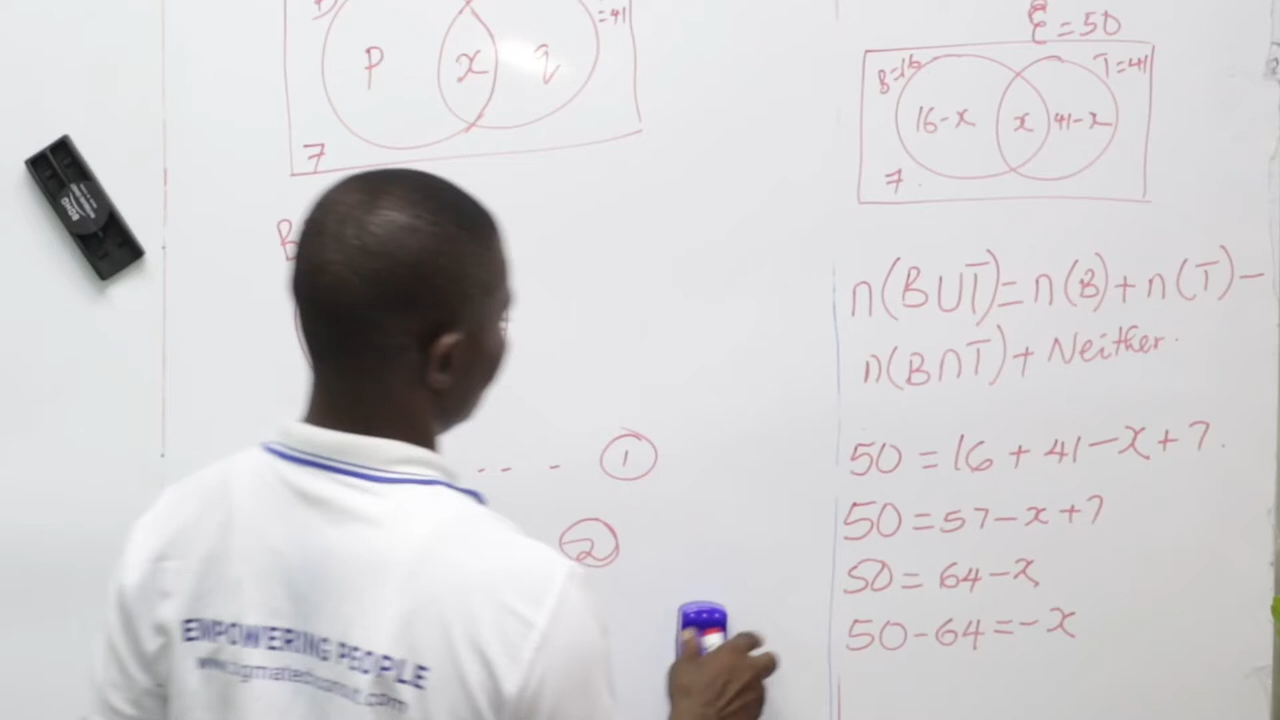 = 41
p x q
7
B
-- - 1
2
Ɛ = 50
B=16 T=41
16-x x 41-x
7.
n(B∪T)=n(B)+n(T)-
n(B∩T)+ Neither.
50 = 16 + 41-x+7.
50 = 57-x+7
50 = 64-x
50-64=-x
EMPOWERING PEOPLE